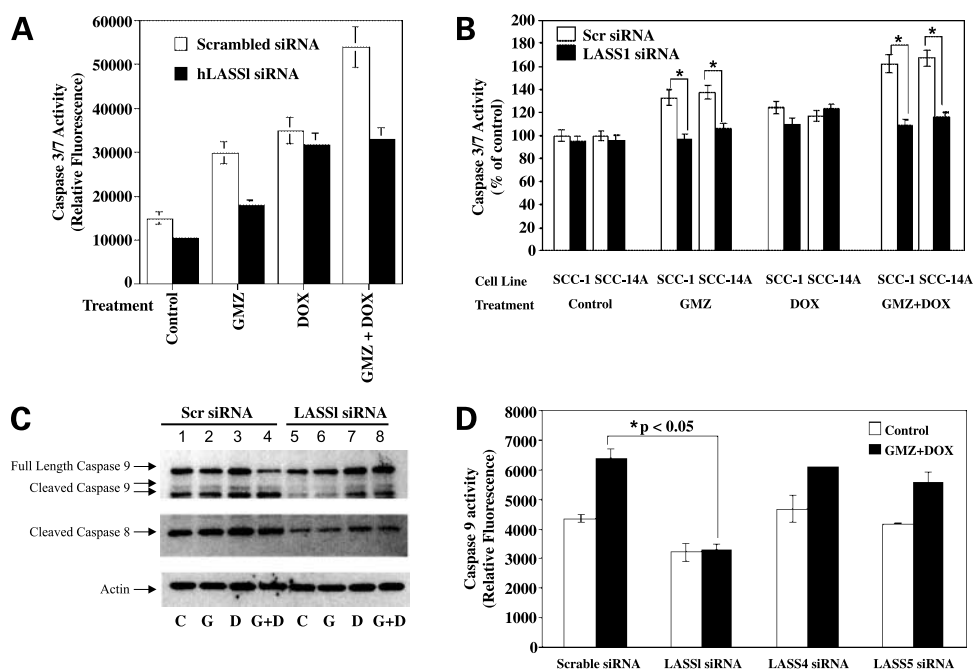 A
Caspase 3/7 Activity
(Relative Fluorescence)
60000
50000
40000
30000
20000
10000
0
Scrambled siRNA
hLASSl siRNA
Treatment
Control
GMZ
DOX
GMZ + DOX
B
Caspase 3/7 Activity
(% of control)
200
180
160
140
120
100
80
60
40
20
0
Scr siRNA
LASS1 siRNA
* * * *
Cell Line SCC-1 SCC-14A SCC-1 SCC-14A SCC-1 SCC-14A SCC-1 SCC-14A
Treatment Control GMZ DOX GMZ+DOX
C
Scr siRNA LASSl siRNA
1 2 3 4 5 6 7 8
Full Length Caspase 9
Cleaved Caspase 9
Cleaved Caspase 8
Actin
C G D G+D C G D G+D
D
Caspase 9 activity
(Relative Fluorescence)
8000
7000
6000
5000
4000
3000
2000
1000
0
*p < 0.05
Control
GMZ+DOX
Scrable siRNA LASSl siRNA LASS4 siRNA LASS5 siRNA